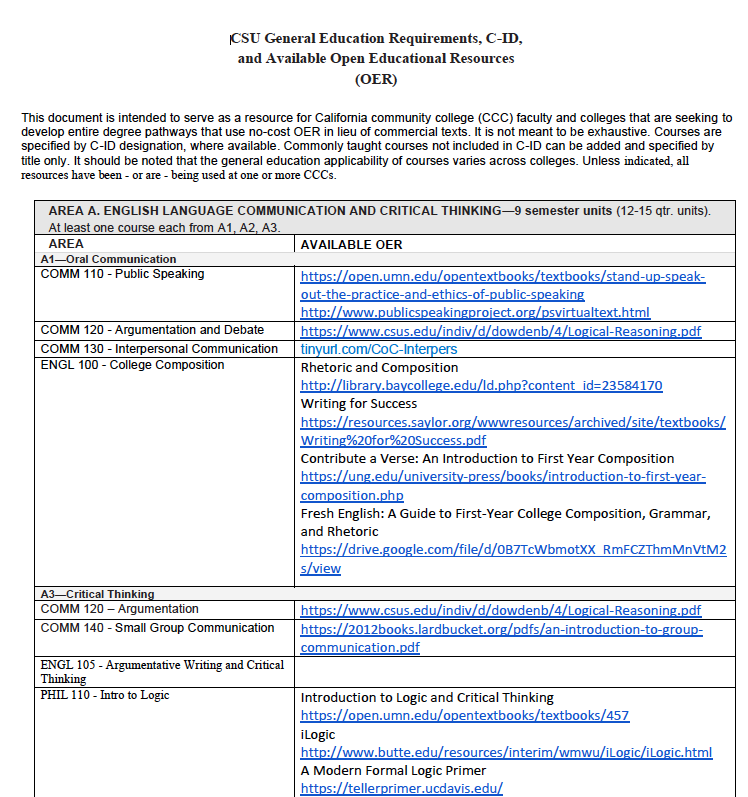 CSU General Education Requirements, C-ID,
and Available Open Educational Resources
(OER)
This document is intended to serve as a resource for California community college (CCC) faculty and colleges that are seeking to
develop entire degree pathways that use no-cost OER in lieu of commercial texts. It is not meant to be exhaustive. Courses are
specified by C-ID designation, where available. Commonly taught courses not included in C-ID can be added and specified by
title only. It should be noted that the general education applicability of courses varies across colleges. Unless indicated, all
resources have been - or are - being used at one or more CCCs.
AREA A. ENGLISH LANGUAGE COMMUNICATION AND CRITICAL THINKING—9 semester units (12-15 qtr. units).
At least one course each from A1, A2, A3.
AREA AVAILABLE OER
A1—Oral Communication
COMM 110 - Public Speaking
https://open.umn.edu/opentextbooks/textbooks/stand-up-speak-
out-the-practice-and-ethics-of-public-speaking
http://www.publicspeakingproject.org/psvirtualtext.html
COMM 120 - Argumentation and Debate
https://www.csus.edu/indiv/d/dowdenb/4/Logical-Reasoning.pdf
COMM 130 - Interpersonal Communication
tinyurl.com/CoC-Interpers
ENGL 100 - College Composition
Rhetoric and Composition
http://library.baycollege.edu/ld.php?content_id=23584170
Writing for Success
https://resources.saylor.org/wwwresources/archived/site/textbooks/
Writing%20for%20Success.pdf
Contribute a Verse: An Introduction to First Year Composition
https://ung.edu/university-press/books/introduction-to-first-year-
composition.php
Fresh English: A Guide to First-Year College Composition, Grammar,
and Rhetoric
https://drive.google.com/file/d/0B7TcWbmotXX_RmFCZThmMnVtM2
s/view
A3—Critical Thinking
COMM 120 – Argumentation
https://www.csus.edu/indiv/d/dowdenb/4/Logical-Reasoning.pdf
COMM 140 - Small Group Communication
https://2012books.lardbucket.org/pdfs/an-introduction-to-group-
communication.pdf
ENGL 105 - Argumentative Writing and Critical
Thinking
PHIL 110 - Intro to Logic
Introduction to Logic and Critical Thinking
https://open.umn.edu/opentextbooks/textbooks/457
iLogic
http://www.butte.edu/resources/interim/wmwu/iLogic/iLogic.html
A Modern Formal Logic Primer
https://tellerprimer.ucdavis.edu/